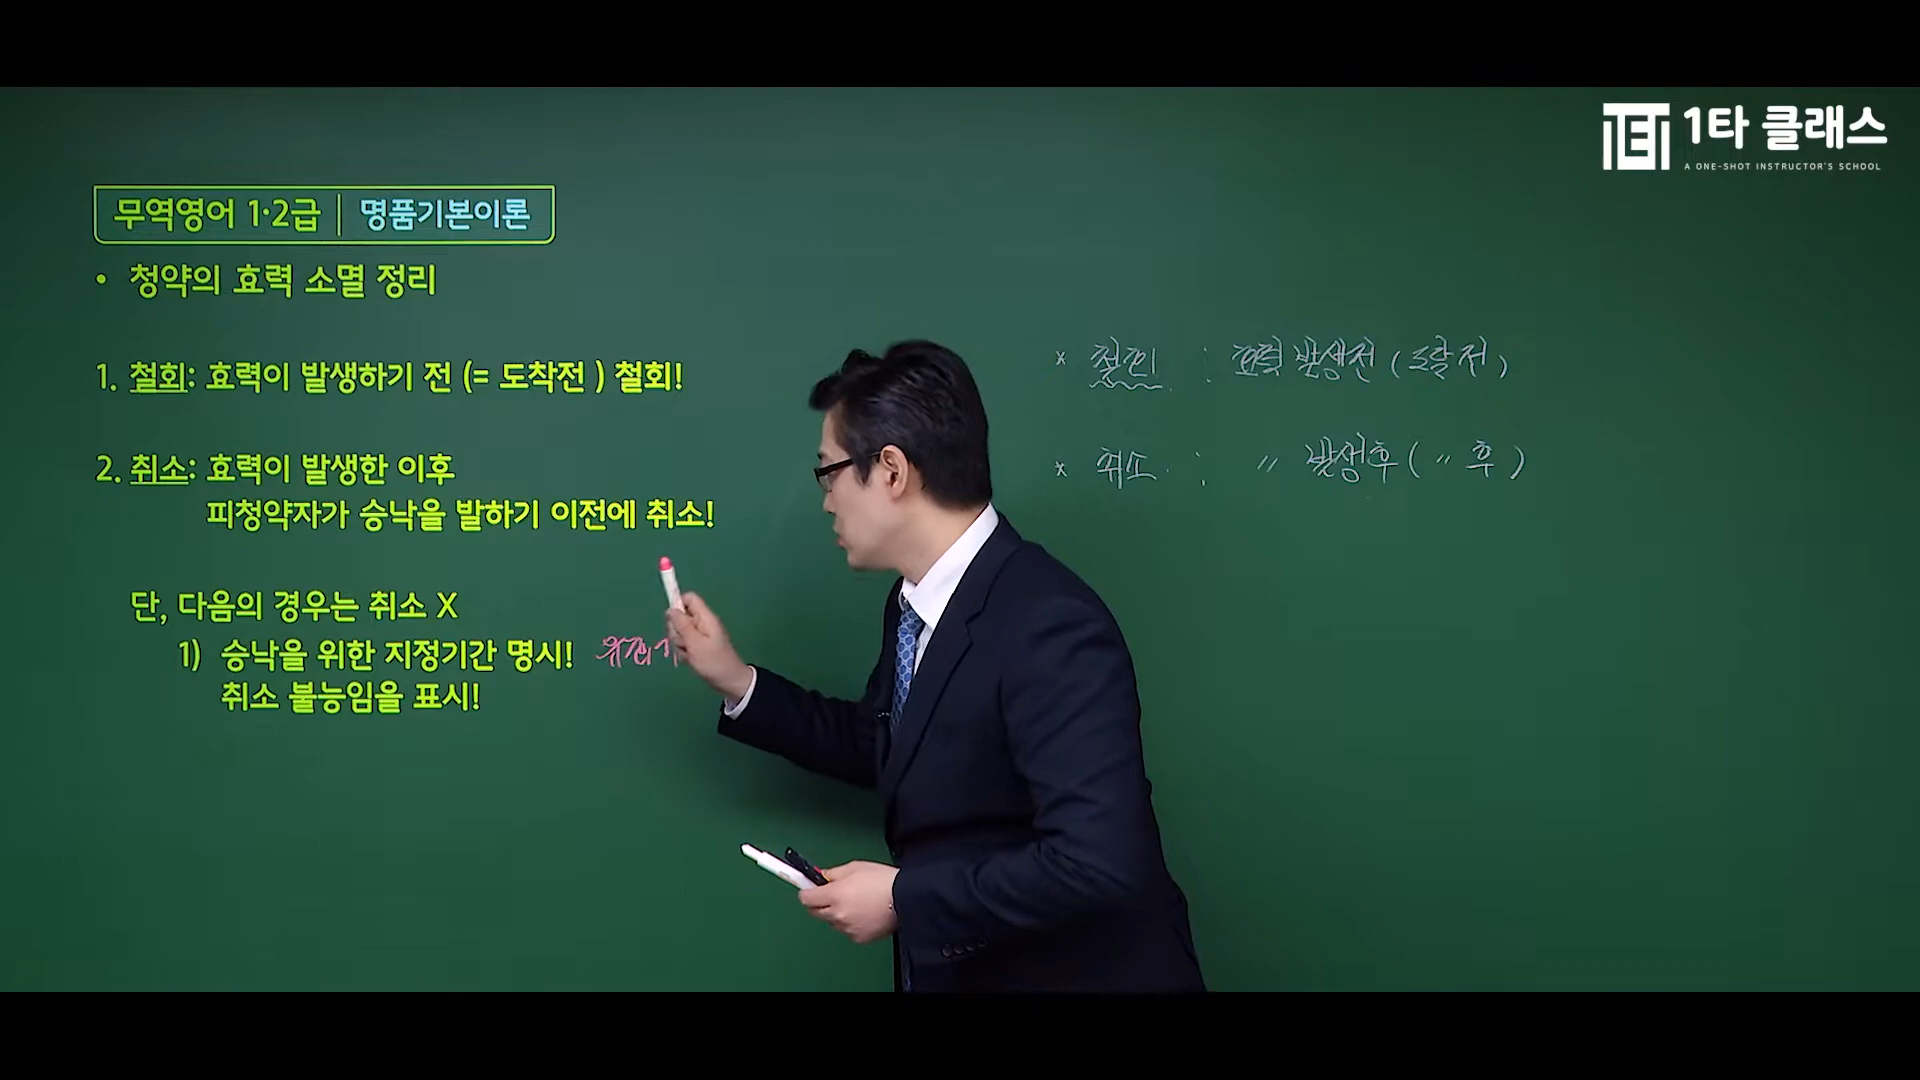 1타 클래스
A ONE-SHOT INSTRUCTOR'S SCHOOL
무역영어 1·2급 | 명품기본이론
• 청약의 효력 소멸 정리
1. 철회: 효력이 발생하기 전 (= 도착전 ) 철회!
2. 취소: 효력이 발생한 이후
피청약자가 승낙을 발하기 이전에 취소!
단, 다음의 경우는 취소 X
1) 승낙을 위한 지정기간 명시!
취소 불능임을 표시!
* 철회 : 효력 발생전 (도달 전)
* 취소 : 〃 발생후 (〃 후)